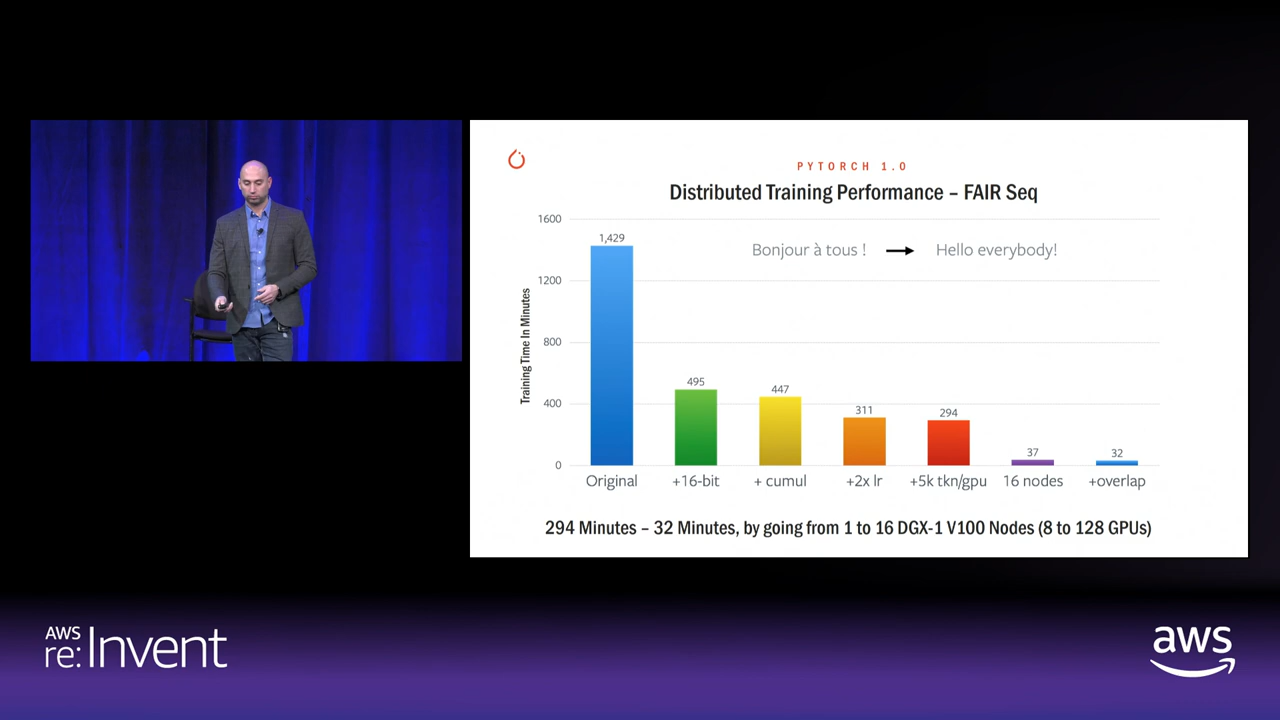 PYTORCH 1.0
Distributed Training Performance – FAIR Seq
Bonjour à tous ! Hello everybody!
Training Time In Minutes
1600
1200
800
400
0
1,429
495
447
311
294
37
32
Original
+16-bit
+ cumul
+2x lr
+5k tkn/gpu
16 nodes
+overlap
294 Minutes – 32 Minutes, by going from 1 to 16 DGX-1 V100 Nodes (8 to 128 GPUs)
AWS
re:Invent
aws